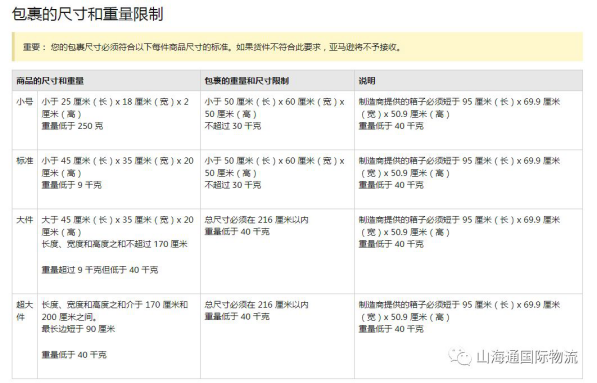 包裹的尺寸和重量限制
重要： 您的包裹尺寸必须符合以下每件商品尺寸的标准。如果货件不符合此要求，亚马逊将不予接收。
商品的尺寸和重量 包裹的重量和尺寸限制 说明
小号 小于 25 厘米（长）x 18 厘米（宽）x 2 小于 50 厘米（长）x 60 厘米（宽）x 制造商提供的箱子必须短于 95 厘米（长）x 69.9 厘米
厘米（高） 50 厘米（高） （宽）x 50.9 厘米（高）
重量低于 250 克 不超过 30 千克 重量低于 40 千克
标准 小于 45 厘米（长）x 35 厘米（宽）x 20 小于 50 厘米（长）x 60 厘米（宽）x 制造商提供的箱子必须短于 95 厘米（长）x 69.9 厘米
厘米（高） 50 厘米（高） （宽）x 50.9 厘米（高）
重量低于 9 千克 不超过 30 千克 重量低于 40 千克
大件 大于 45 厘米（长）x 35 厘米（宽）x 20 总尺寸必须在 216 厘米以内 制造商提供的箱子必须短于 95 厘米（长）x 69.9 厘米
厘米（高） 重量低于 40 千克 （宽）x 50.9 厘米（高）
长度、宽度和高度之和不超过 170 厘米 重量低于 40 千克
重量超过 9 千克但低于 40 千克
超大 长度、宽度和高度之和介于 170 厘米和 总尺寸必须在 216 厘米以内 制造商提供的箱子必须短于 95 厘米（长）x 69.9 厘米
件 200 厘米之间。 重量低于 40 千克 （宽）x 50.9 厘米（高）
最长边短于 90 厘米 重量低于 40 千克
重量低于 40 千克
山海通国际物流